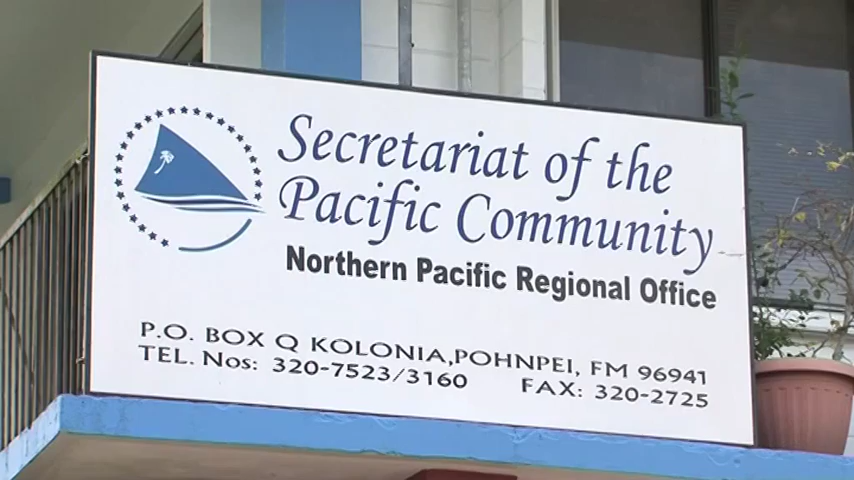 Secretariat of the
Pacific Community
Northern Pacific Regional Office
P.O. BOX Q KOLONIA,POHNPEI, FM 96941
TEL. Nos: 320-7523/3160 FAX: 320-2725